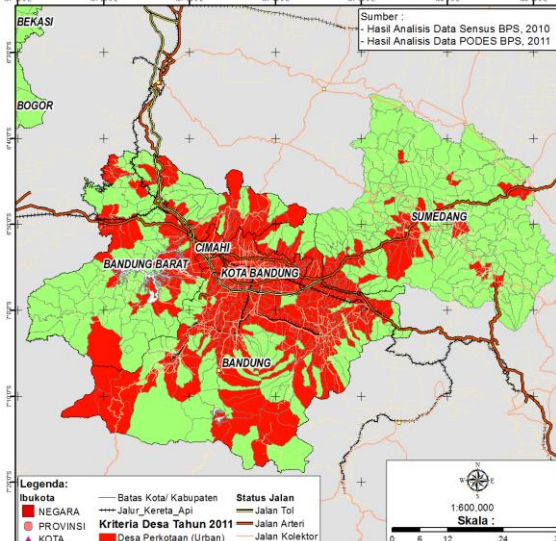 BEKASI
Sumber :
- Hasil Analisis Data Sensus BPS, 2010
- Hasil Analisis Data PODES BPS, 2011
BOGOR
SUMEDANG
CIMAHI
BANDUNG BARAT
KOTA BANDUNG
BANDUNG
Legenda:
Ibukota
NEGARA
PROVINSI
KOTA
Batas Kota/ Kabupaten
Jalur_Kereta_Api
Kriteria Desa Tahun 2011
Desa Perkotaan (Urban)
Status Jalan
Jalan Tol
Jalan Arteri
Jalan Kolektor
N
1:600,000
Skala :
0 6 12 24